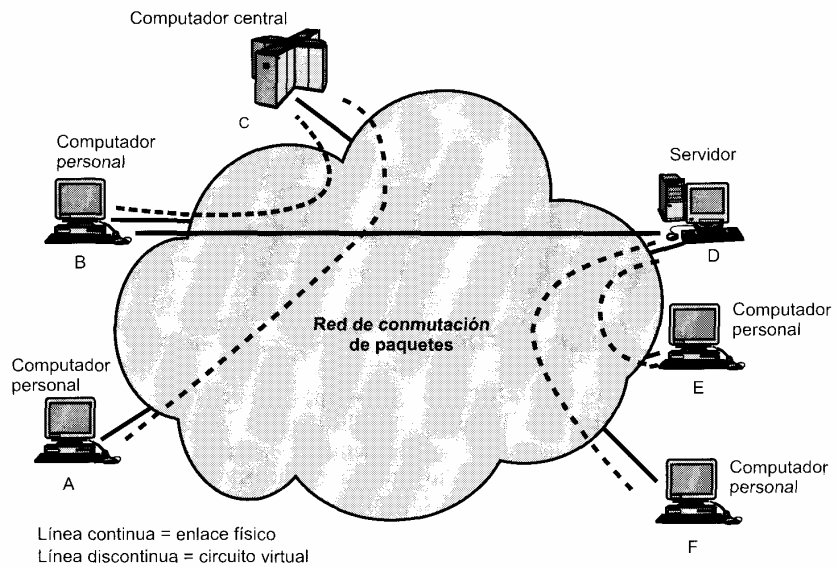 Computador central
C
Computador
personal
B
Servidor
D
Red de conmutación
de paquetes
Computador
personal
E
Computador
personal
A
Computador
personal
F
Línea continua = enlace físico
Línea discontinua = circuito virtual